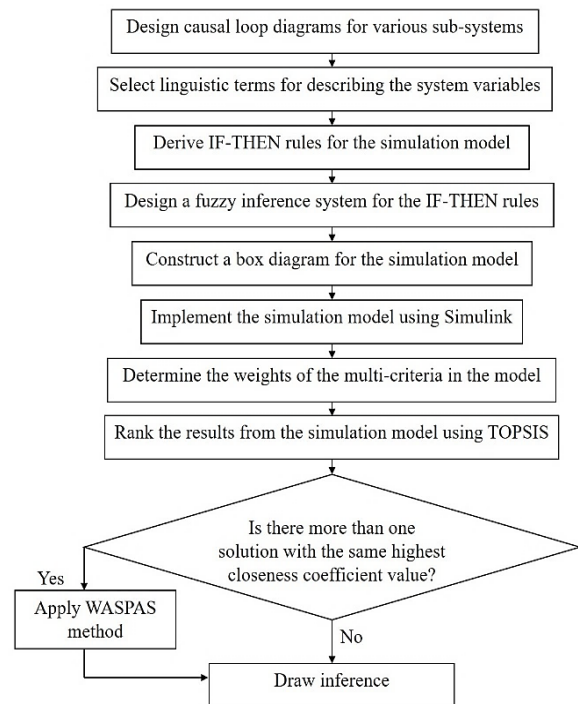 Design causal loop diagrams for various sub-systems
Select linguistic terms for describing the system variables
Derive IF-THEN rules for the simulation model
Design a fuzzy inference system for the IF-THEN rules
Construct a box diagram for the simulation model
Implement the simulation model using Simulink
Determine the weights of the multi-criteria in the model
Rank the results from the simulation model using TOPSIS
Is there more than one
solution with the same highest
closeness coefficient value?
Yes
Apply WASPAS
method
No
Draw inference